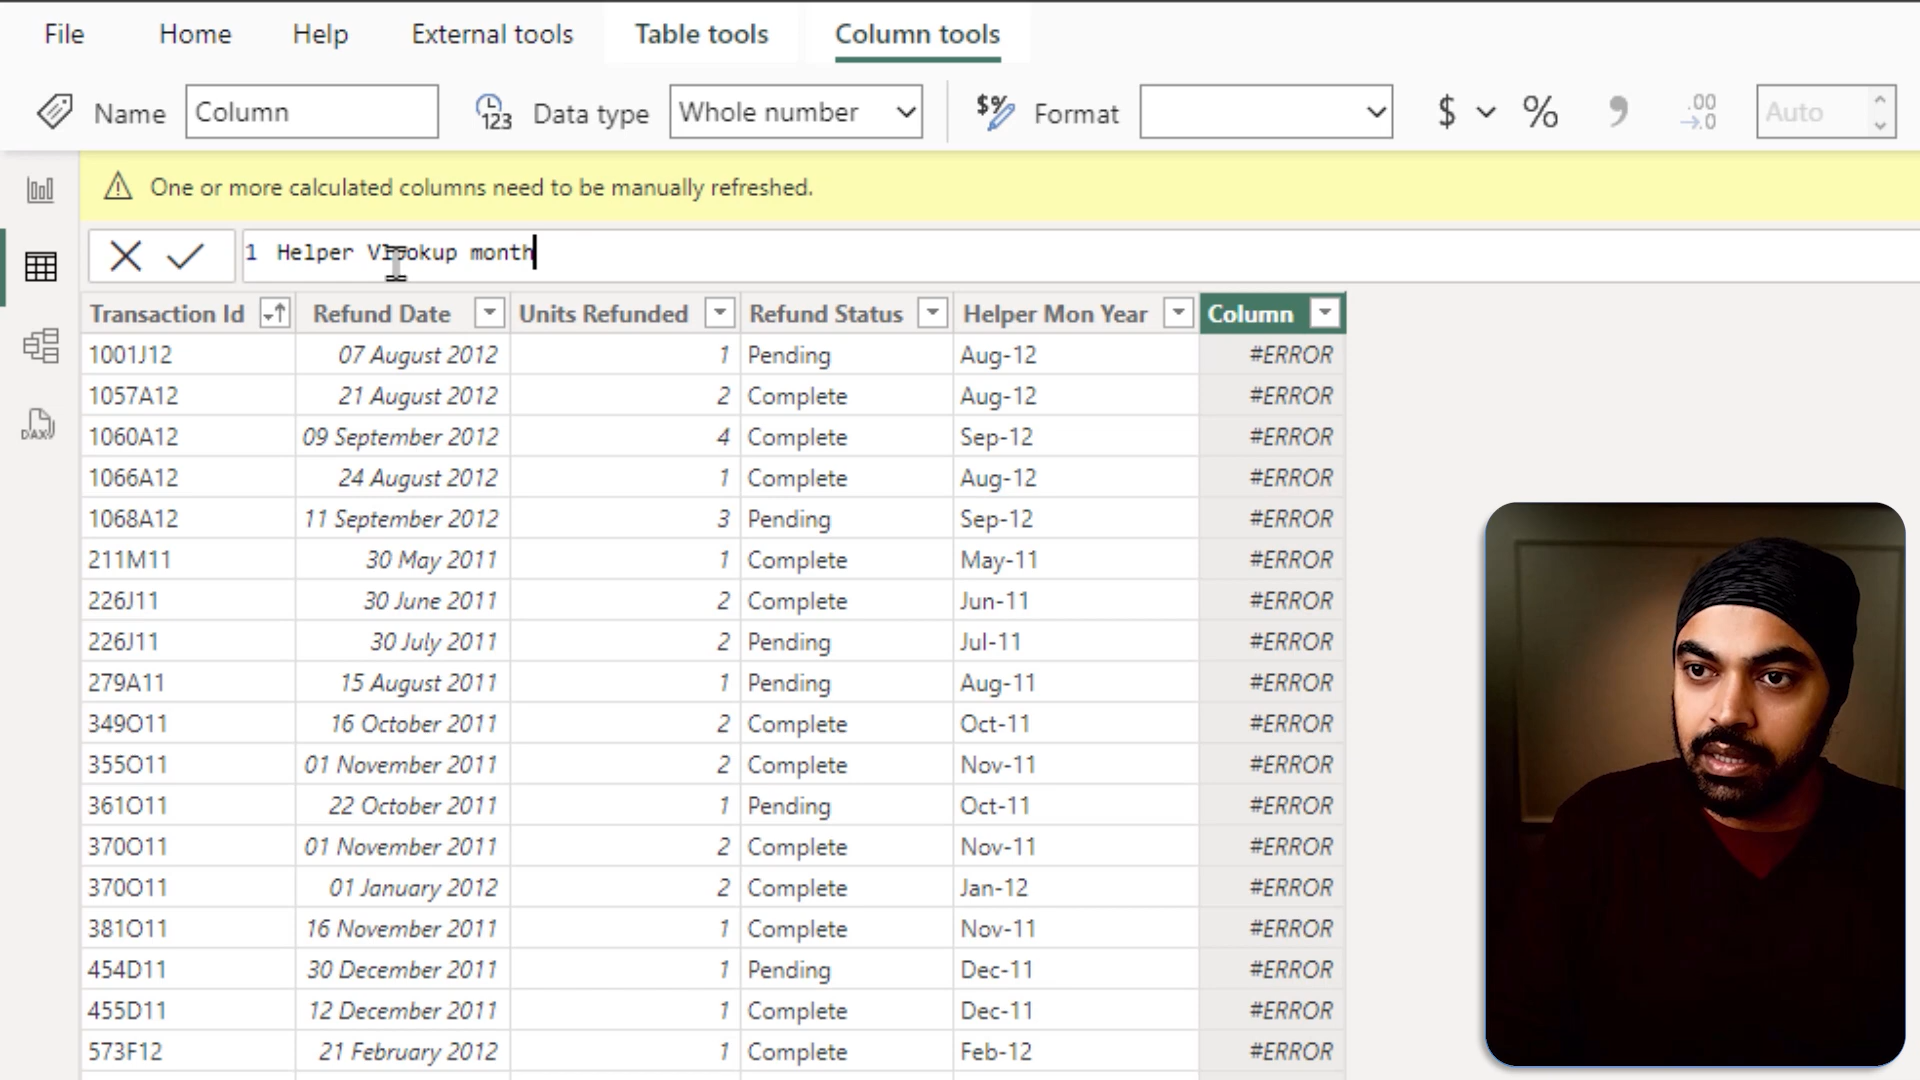 File Home Help External tools Table tools Column tools
Name Column Data type Whole number Format $ % .00 →.0 Auto
One or more calculated columns need to be manually refreshed.
1 Helper Vlookup month
Transaction Id Refund Date Units Refunded Refund Status Helper Mon Year Column
1001J12 07 August 2012 1 Pending Aug-12 #ERROR
1057A12 21 August 2012 2 Complete Aug-12 #ERROR
1060A12 09 September 2012 4 Complete Sep-12 #ERROR
1066A12 24 August 2012 1 Complete Aug-12 #ERROR
1068A12 11 September 2012 3 Pending Sep-12 #ERROR
211M11 30 May 2011 1 Complete May-11 #ERROR
226J11 30 June 2011 2 Complete Jun-11 #ERROR
226J11 30 July 2011 2 Pending Jul-11 #ERROR
279A11 15 August 2011 1 Pending Aug-11 #ERROR
349O11 16 October 2011 2 Complete Oct-11 #ERROR
355O11 01 November 2011 2 Complete Nov-11 #ERROR
361O11 22 October 2011 1 Pending Oct-11 #ERROR
370O11 01 November 2011 2 Complete Nov-11 #ERROR
370O11 01 January 2012 2 Complete Jan-12 #ERROR
381O11 16 November 2011 1 Complete Nov-11 #ERROR
454D11 30 December 2011 1 Pending Dec-11 #ERROR
455D11 12 December 2011 1 Complete Dec-11 #ERROR
573F12 21 February 2012 1 Complete Feb-12 #ERROR
123
DAX